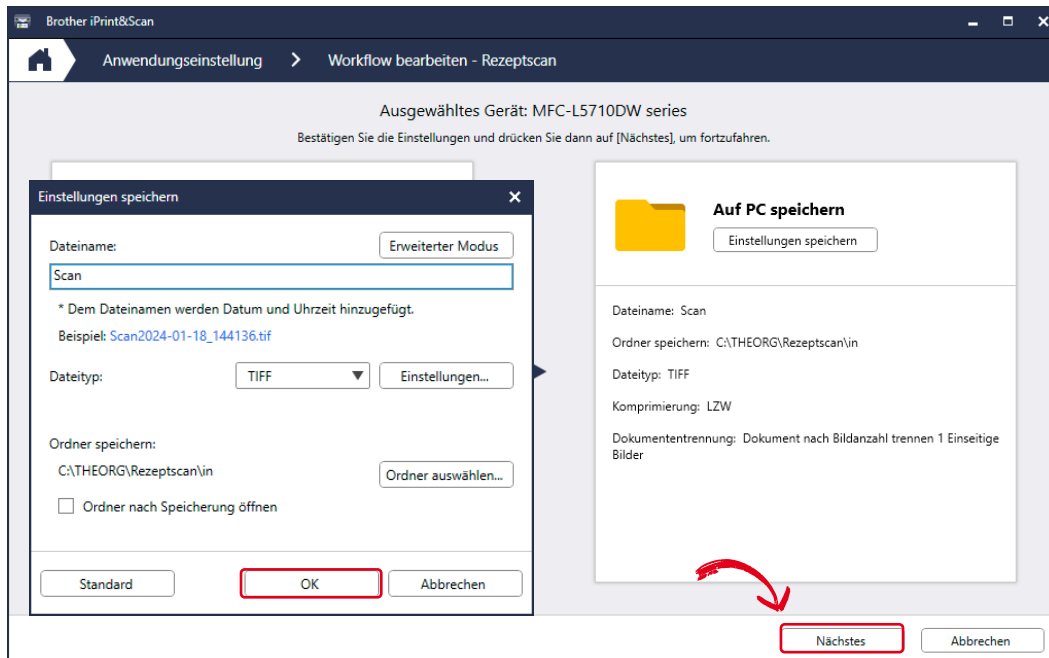 Brother iPrint&Scan
Anwendungseinstellung > Workflow bearbeiten - Rezeptscan
Ausgewähltes Gerät: MFC-L5710DW series
Bestätigen Sie die Einstellungen und drücken Sie dann auf [Nächstes], um fortzufahren.
Einstellungen speichern
Dateiname:
Erweiterter Modus
Scan
* Dem Dateinamen werden Datum und Uhrzeit hinzugefügt.
Beispiel: Scan2024-01-18_144136.tif
Dateityp:
TIFF
Einstellungen...
Ordner speichern:
C:\THEORG\Rezeptscan\in
Ordner auswählen...
Ordner nach Speicherung öffnen
Standard
OK
Abbrechen
Auf PC speichern
Einstellungen speichern
Dateiname: Scan
Ordner speichern: C:\THEORG\Rezeptscan\in
Dateityp: TIFF
Komprimierung: LZW
Dokumententrennung: Dokument nach Bildanzahl trennen 1 Einseitige
Bilder
Nächstes
Abbrechen